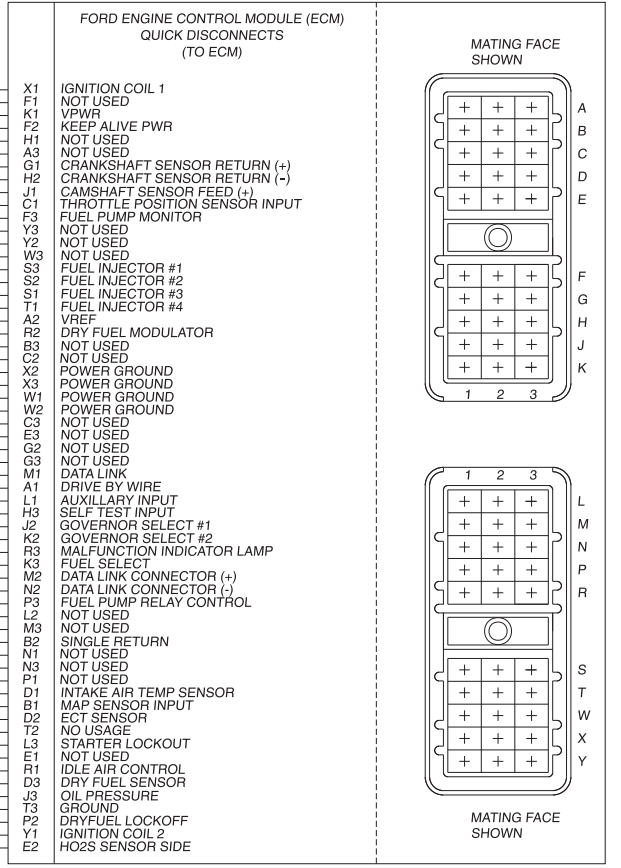 FORD ENGINE CONTROL MODULE (ECM)
QUICK DISCONNECTS
(TO ECM)
X1 IGNITION COIL 1
F1 NOT USED
K1 VPWR
F2 KEEP ALIVE PWR
H1 NOT USED
A3 NOT USED
G1 CRANKSHAFT SENSOR RETURN (+)
H2 CRANKSHAFT SENSOR RETURN (-)
J1 CAMSHAFT SENSOR FEED (+)
C1 THROTTLE POSITION SENSOR INPUT
F3 FUEL PUMP MONITOR
Y3 NOT USED
Y2 NOT USED
W3 NOT USED
S3 FUEL INJECTOR #1
S2 FUEL INJECTOR #2
S1 FUEL INJECTOR #3
T1 FUEL INJECTOR #4
A2 VREF
R2 DRY FUEL MODULATOR
B3 NOT USED
C2 NOT USED
X2 POWER GROUND
X3 POWER GROUND
W1 POWER GROUND
W2 POWER GROUND
C3 NOT USED
E3 NOT USED
G2 NOT USED
G3 NOT USED
M1 DATA LINK
A1 DRIVE BY WIRE
L1 AUXILLARY INPUT
H3 SELF TEST INPUT
J2 GOVERNOR SELECT #1
K2 GOVERNOR SELECT #2
R3 MALFUNCTION INDICATOR LAMP
K3 FUEL SELECT
M2 DATA LINK CONNECTOR (+)
N2 DATA LINK CONNECTOR (-)
P3 FUEL PUMP RELAY CONTROL
L2 NOT USED
M3 NOT USED
B2 SINGLE RETURN
N1 NOT USED
N3 NOT USED
P1 NOT USED
D1 INTAKE AIR TEMP SENSOR
B1 MAP SENSOR INPUT
D2 ECT SENSOR
T2 NO USAGE
L3 STARTER LOCKOUT
E1 NOT USED
R1 IDLE AIR CONTROL
D3 DRY FUEL SENSOR
J3 OIL PRESSURE
T3 GROUND
P2 DRYFUEL LOCKOFF
Y1 IGNITION COIL 2
E2 HO2S SENSOR SIDE
MATING FACE
SHOWN
A
B
C
D
E
F
G
H
J
K
1 2 3
1 2 3
L
M
N
P
R
S
T
W
X
Y
MATING FACE
SHOWN